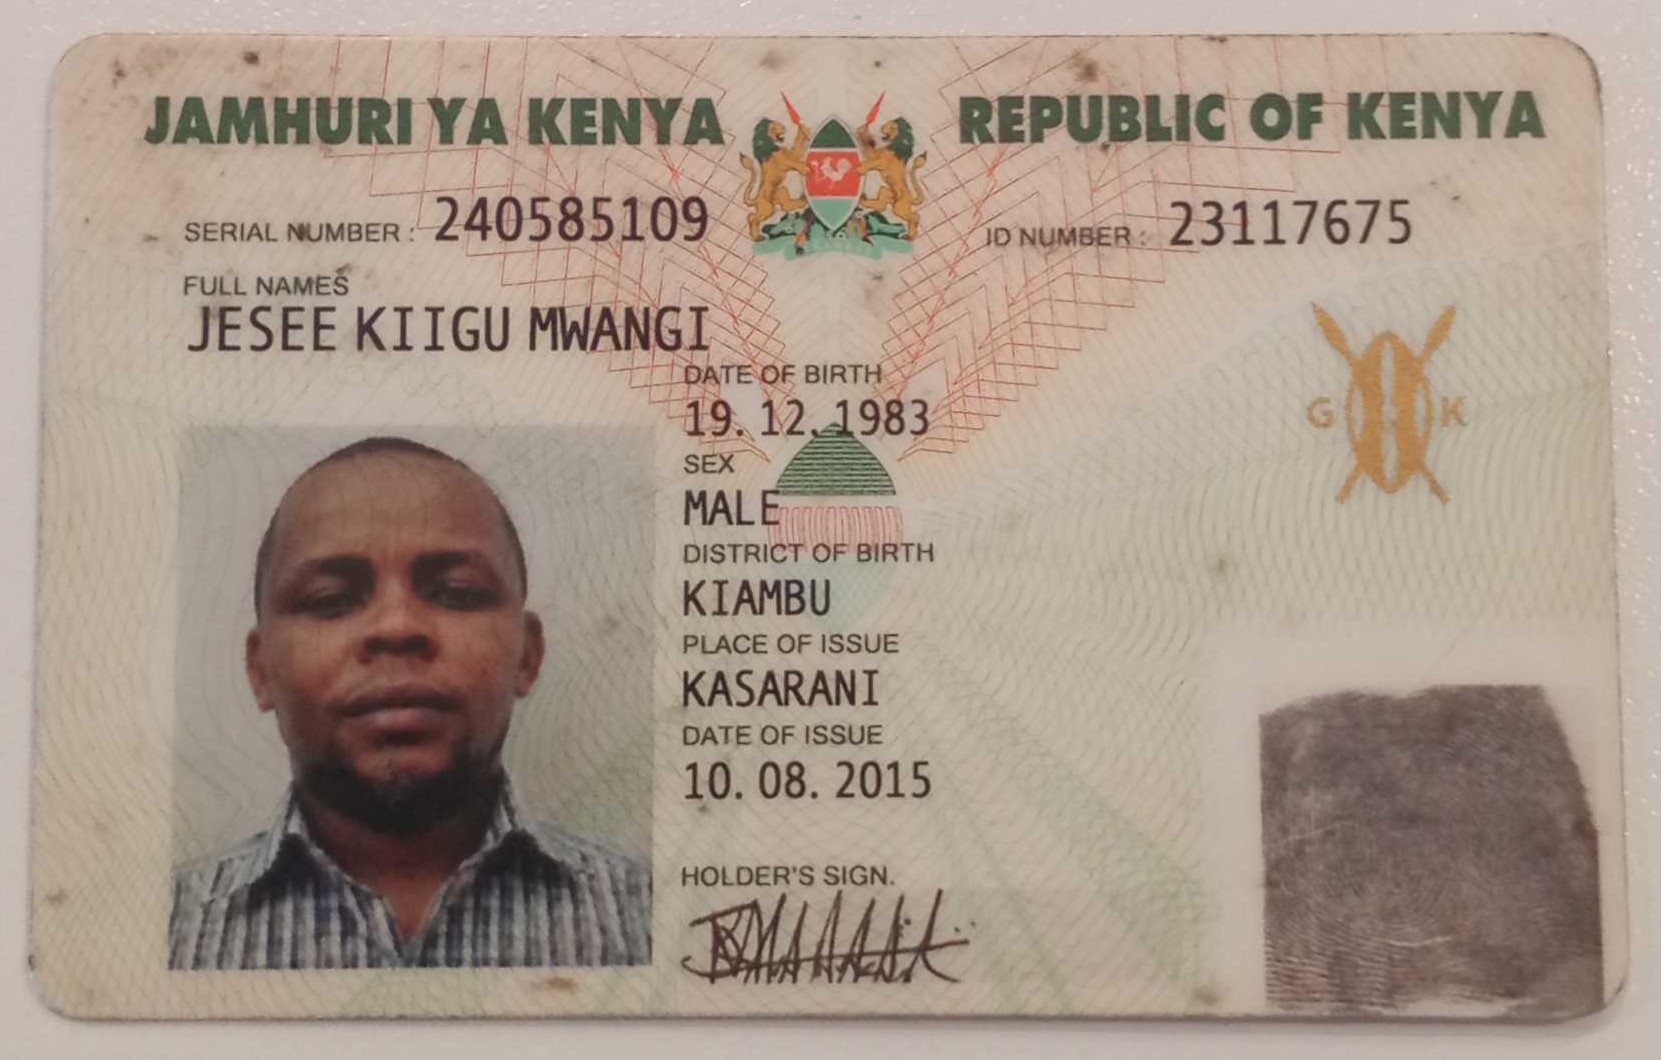 JAMHURI YA KENYA REPUBLIC OF KENYA
SERIAL NUMBER : 240585109 ID NUMBER : 23117675
FULL NAMES
JESEE KIIGU MWANGI
DATE OF BIRTH
19. 12. 1983
SEX
MALE
G K
DISTRICT OF BIRTH
KIAMBU
PLACE OF ISSUE
KASARANI
DATE OF ISSUE
10. 08. 2015
HOLDER'S SIGN.